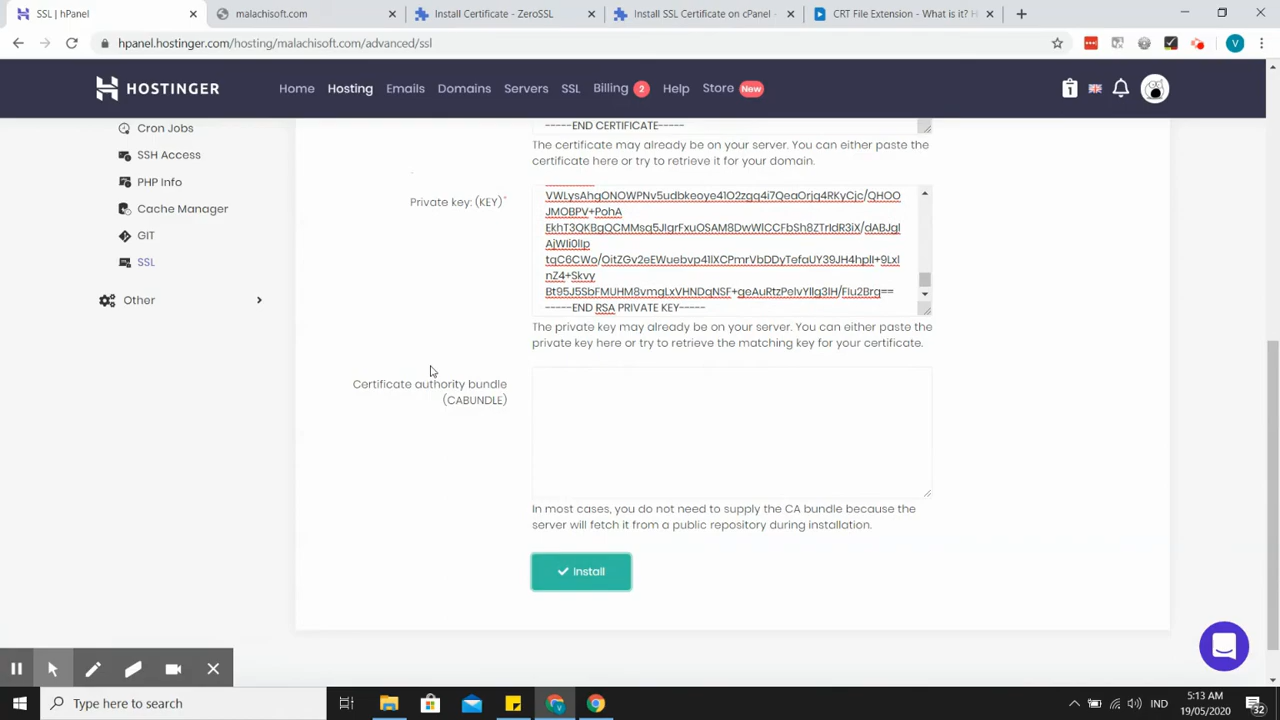 SSL | hPanel
malachisoft.com
Install Certificate - ZeroSSL
Install SSL Certificate on cPanel -
CRT File Extension - What is it? H
hpanel.hostinger.com/hosting/malachisoft.com/advanced/ssl
HOSTINGER
Home
Hosting
Emails
Domains
Servers
SSL
Billing
2
Help
Store
New
Cron Jobs
SSH Access
PHP Info
Cache Manager
GIT
SSL
Other
-----END CERTIFICATE-----
The certificate may already be on your server. You can either paste the
certificate here or try to retrieve it for your domain.
Private key: (KEY)*
JMOBPV+PohA
nZ4+Skvy
-----END RSA PRIVATE KEY-----
The private key may already be on your server. You can either paste the
private key here or try to retrieve the matching key for your certificate.
Certificate authority bundle
(CABUNDLE)
In most cases, you do not need to supply the CA bundle because the
server will fetch it from a public repository during installation.
Install
Type here to search
IND
5:13 AM
19/05/2020
32